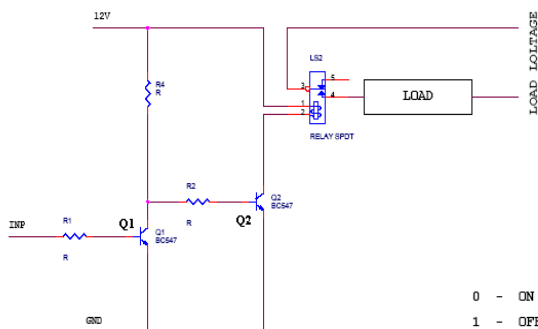 12V
LS2
LOAD LOLTAGE
5
3
4
1
2
LOAD
R4
R
RELAY SPDT
R2
R
Q2
BC547
Q2
INP
R1
R
Q1
Q1
BC547
GND
0 - ON
1 - OFF